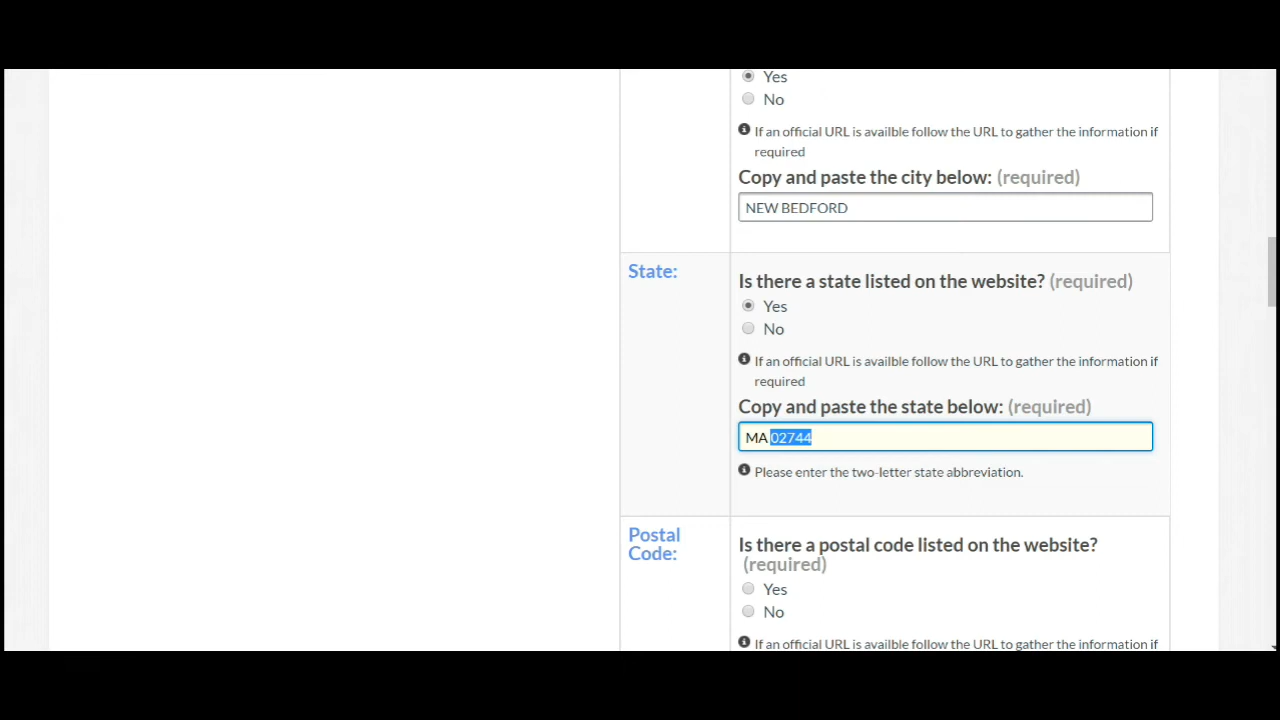 Yes
No
If an official URL is availble follow the URL to gather the information if
required
Copy and paste the city below: (required)
NEW BEDFORD
State:
Is there a state listed on the website? (required)
Yes
No
If an official URL is availble follow the URL to gather the information if
required
Copy and paste the state below: (required)
MA 02744
Please enter the two-letter state abbreviation.
Postal
Code:
Is there a postal code listed on the website?
(required)
Yes
No
If an official URL is availble follow the URL to gather the information if